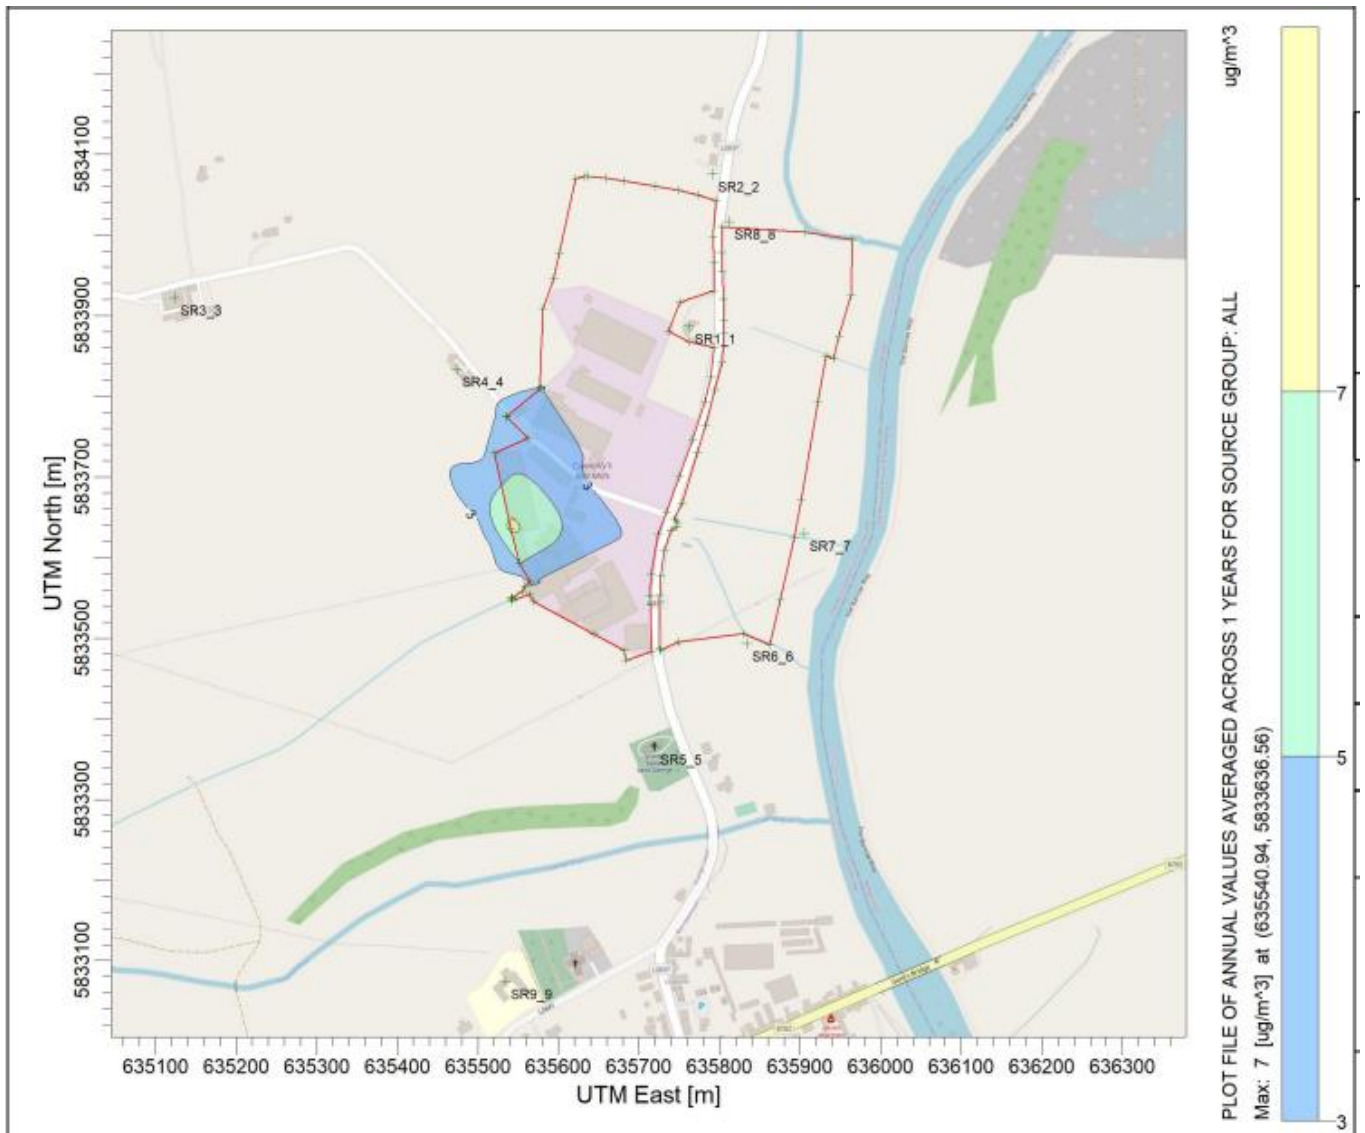 ug/m^3
PLOT FILE OF ANNUAL VALUES AVERAGED ACROSS 1 YEARS FOR SOURCE GROUP: ALL
Max: 7 [ug/m^3] at (635540.94, 5833636.56)
7
5
3
UTM North [m]
5834100
5833900
5833700
5833500
5833300
5833100
SR2_2
SR8_8
SR3_3
SR1_1
SR4_4
3
3
SR7_7
SR6_6
SR5_5
SR9_9
635100 635200 635300 635400 635500 635600 635700 635800 635900 636000 636100 636200 636300
UTM East [m]